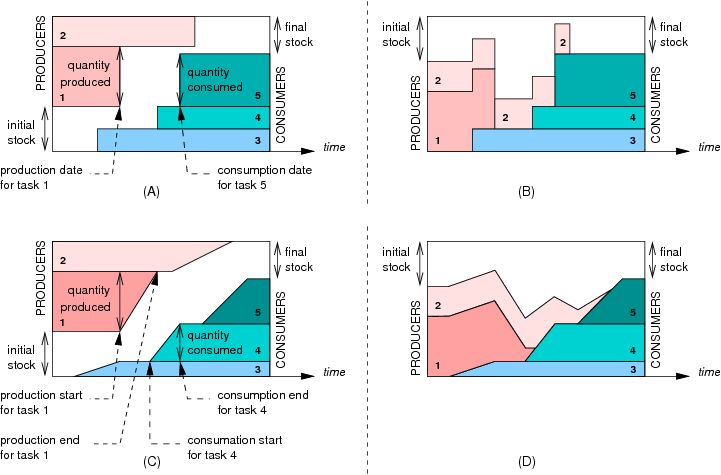 PRODUCERS
2
quantity
produced
1
initial
stock
production date
for task 1
quantity
consumed
5
4
3
final
stock
CONSUMERS
time
consumption date
for task 5
(A)
initial
stock
PRODUCERS
2
1
2
2
5
4
3
final
stock
CONSUMERS
time
(B)
PRODUCERS
2
quantity
produced
1
initial
stock
production start
for task 1
production end
for task 1
5
quantity
consumed
4
3
final
stock
CONSUMERS
time
consumption end
for task 4
consumation start
for task 4
(C)
initial
stock
PRODUCERS
2
1
5
4
3
final
stock
CONSUMERS
time
(D)